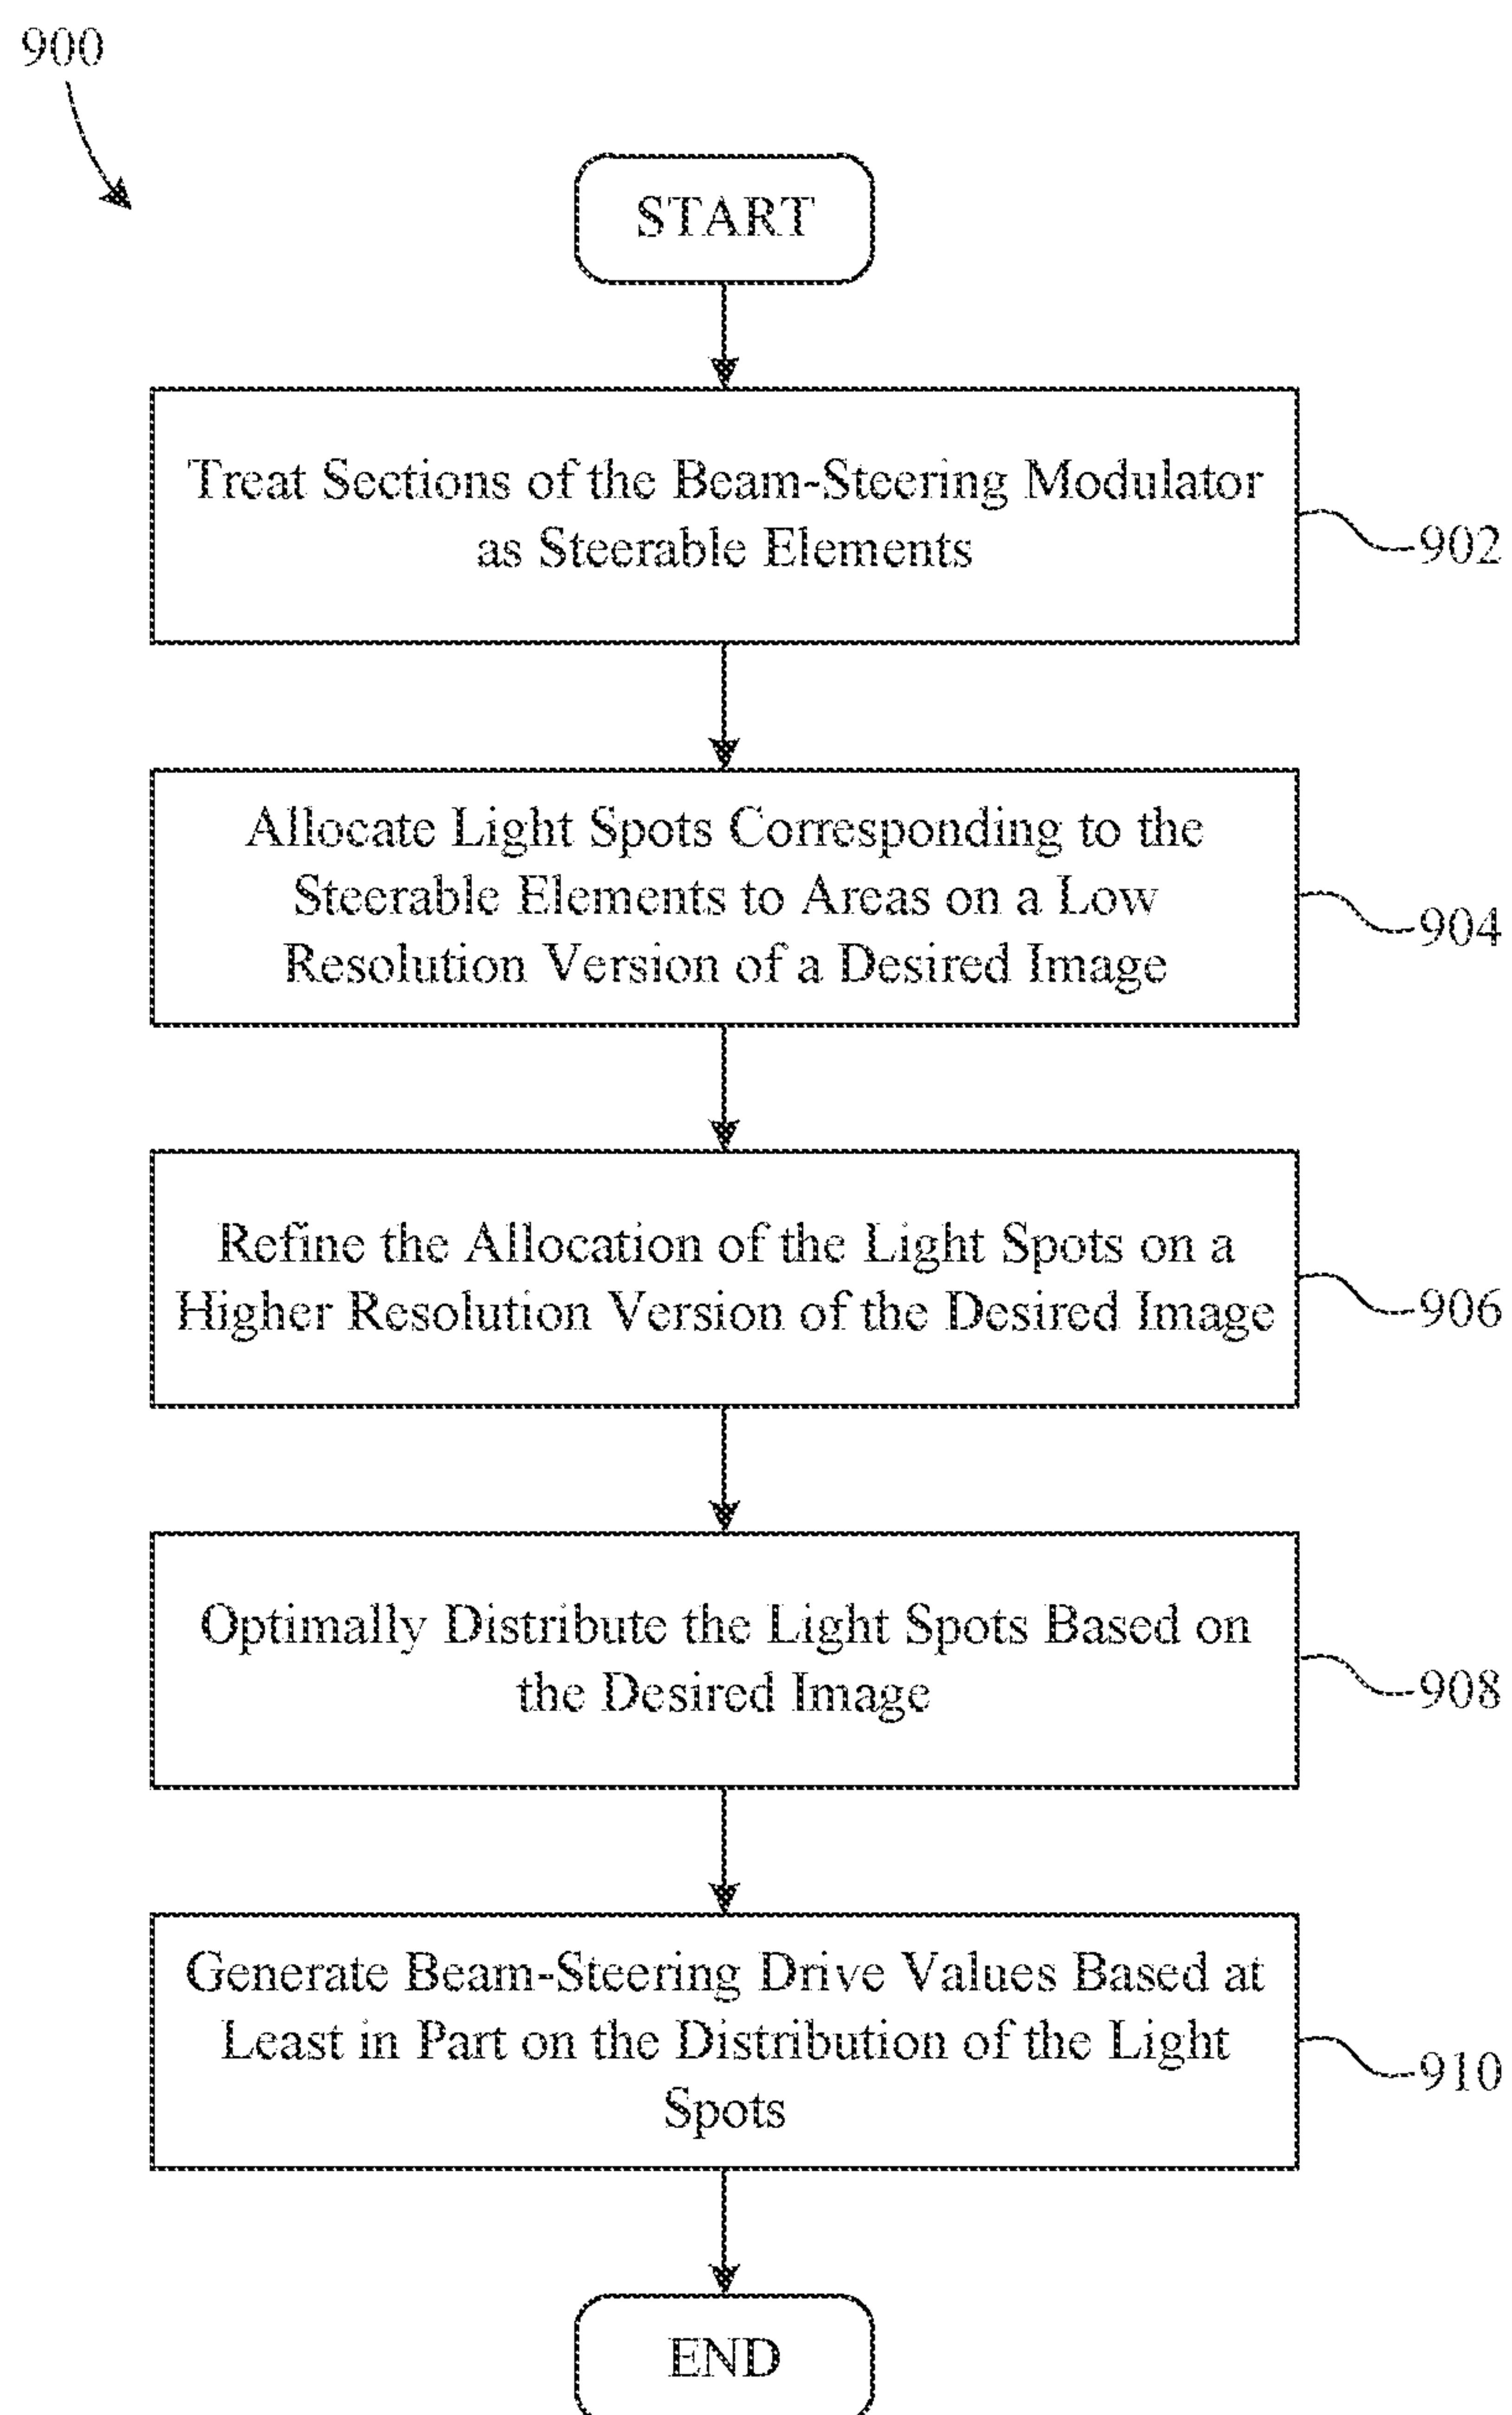 900
START
Treat Sections of the Beam-Steering Modulator
as Steerable Elements
902
Allocate Light Spots Corresponding to the
Steerable Elements to Areas on a Low
Resolution Version of a Desired Image
904
Refine the Allocation of the Light Spots on a
Higher Resolution Version of the Desired Image
906
Optimally Distribute the Light Spots Based on
the Desired Image
908
Generate Beam-Steering Drive Values Based at
Least in Part on the Distribution of the Light
Spots
910
END